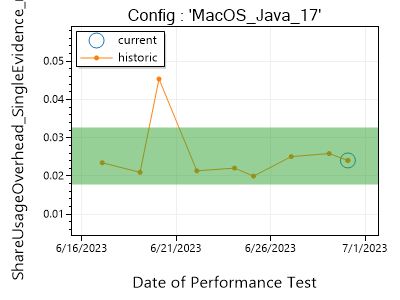 Config : 'MacOS_Java_17'
current
historic
0.05
0.04
0.03
0.02
0.01
ShareUsageOverhead_SingleEvidence_
6/16/2023
6/21/2023
6/26/2023
7/1/2023
Date of Performance Test